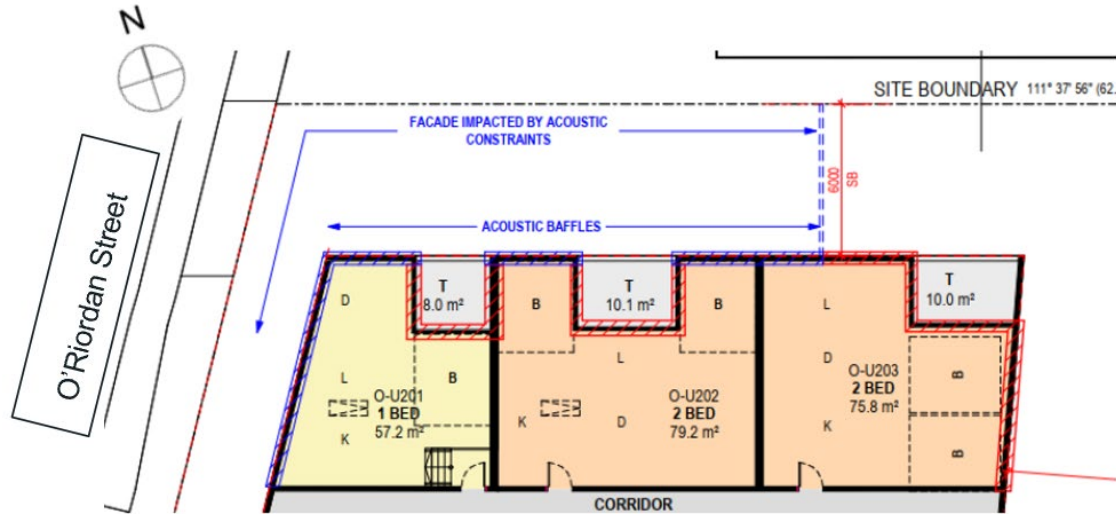 N
O'Riordan Street
SITE BOUNDARY 111° 37' 56" (62.
FACADE IMPACTED BY ACOUSTIC
CONSTRAINTS
6000
SB
ACOUSTIC BAFFLES
T
8.0 m²
T
10.1 m²
T
10.0 m²
D
B
B
L
L
L
B
D
B
O-U201
1 BED
57.2 m²
K
K
O-U202
2 BED
79.2 m²
D
O-U203
2 BED
75.8 m²
K
B
CORRIDOR